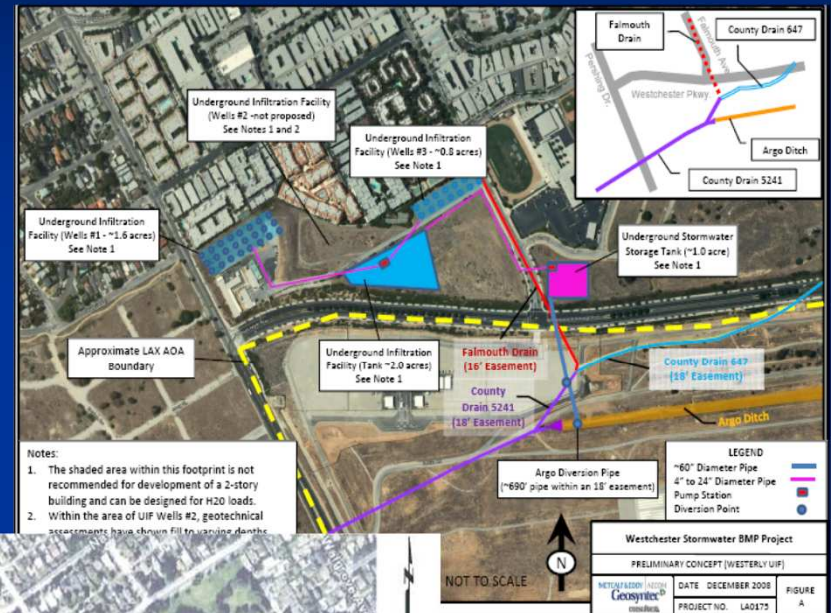 Falmouth
Drain
Falmouth Ave.
County Drain 647
Pershing Dr.
Westchester Pkwy.
Argo Ditch
County Drain 5241
Underground Infiltration Facility
(Wells #2 -not proposed)
See Notes 1 and 2
Underground Infiltration
Facility (Wells #3 - ~0.8 acres)
See Note 1
Underground Infiltration
Facility (Wells #1 - ~1.6 acres)
See Note 1
Underground Stormwater
Storage Tank (~1.0 acre)
See Note 1
Approximate LAX AOA
Boundary
Underground Infiltration
Facility (Tank ~2.0 acres)
See Note 1
Falmouth Drain
(16' Easement)
County Drain 647
(18' Easement)
County
Drain 5241
(18' Easement)
Argo Ditch
Argo Diversion Pipe
(~690' pipe within an 18' easement)
Notes:
1. The shaded area within this footprint is not
recommended for development of a 2-story
building and can be designed for H20 loads.
2. Within the area of UIF Wells #2, geotechnical
assessments have shown fill to varying depths
LEGEND
~60" Diameter Pipe
4" to 24" Diameter Pipe
Pump Station
Diversion Point
N
NOT TO SCALE
Westchester Stormwater BMP Project
PRELIMINARY CONCEPT (WESTERLY UIF)
METCALF&EDDY AECOM
Geosyntec
consultants
DATE DECEMBER 2008
PROJECT NO. LA0175
FIGURE
A